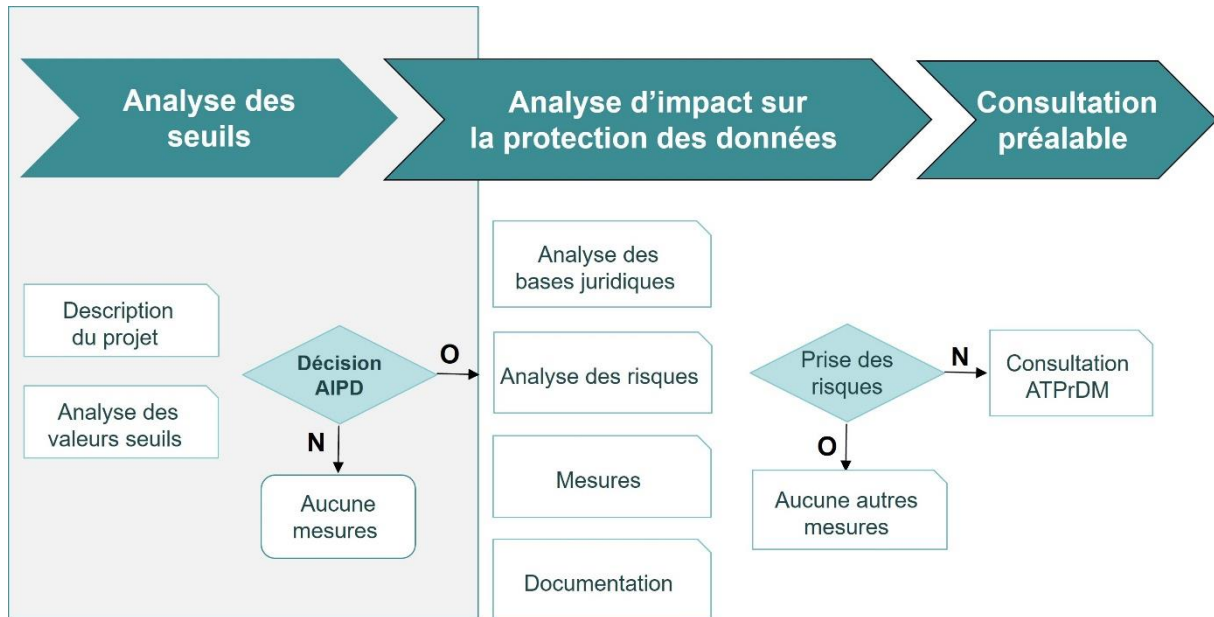 Analyse des
seuils
Analyse d’impact sur
la protection des données
Consultation
préalable
Description
du projet
Analyse des
valeurs seuils
Décision
AIPD
O
N
Aucune
mesures
Analyse des
bases juridiques
Analyse des risques
Mesures
Documentation
Prise des
risques
N
O
Consultation
ATPrDM
Aucune autres
mesures